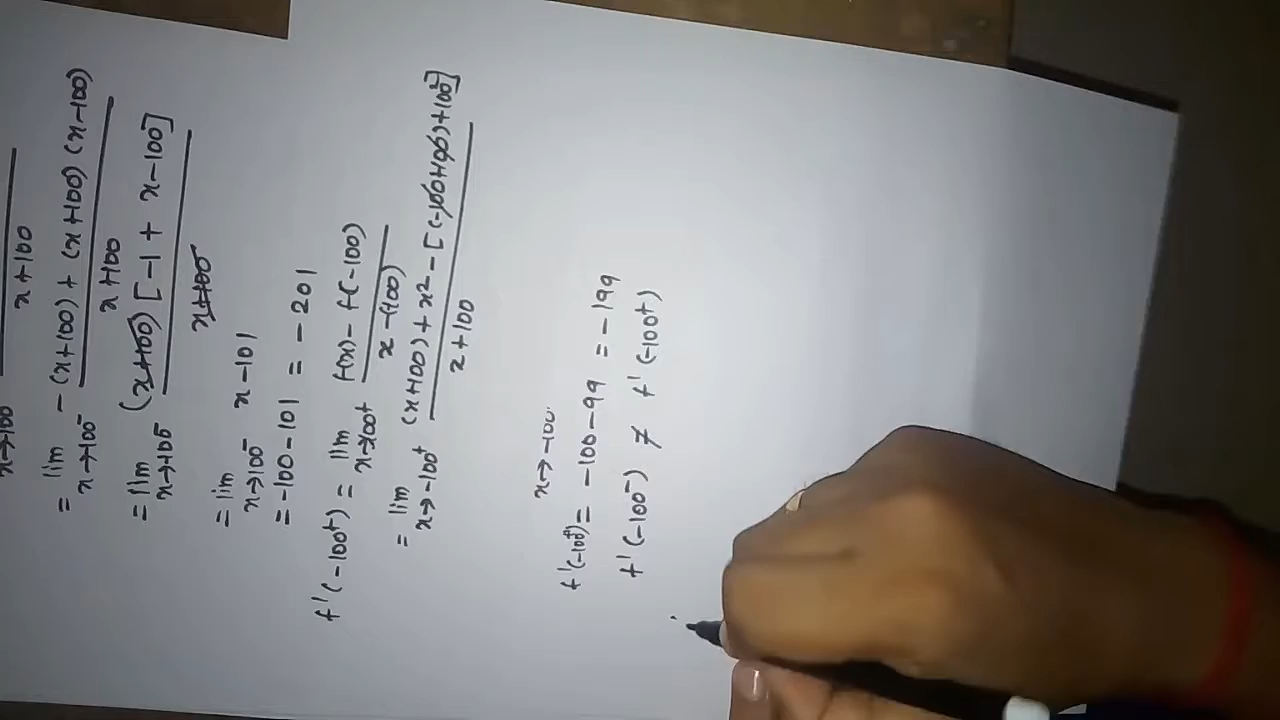 x+100
x→100
= lim -(x+100) + (x+100) (x-100)
x→100⁻ x+100
= lim (x+100) [-1 + x-100]
x→100⁻ x+100
= lim x-101
x→100⁻
= -100-101 = -201
f'(-100⁺) = lim f(x) - f(-100)
x→100⁺ x-(100)
= lim (x+100) + x² - [(-100+100)+100²]
x→-100⁺ x+100
x→-100.
f'(-100⁺) = -100-99 = -199
f'(-100⁻) ≠ f'(-100⁺)